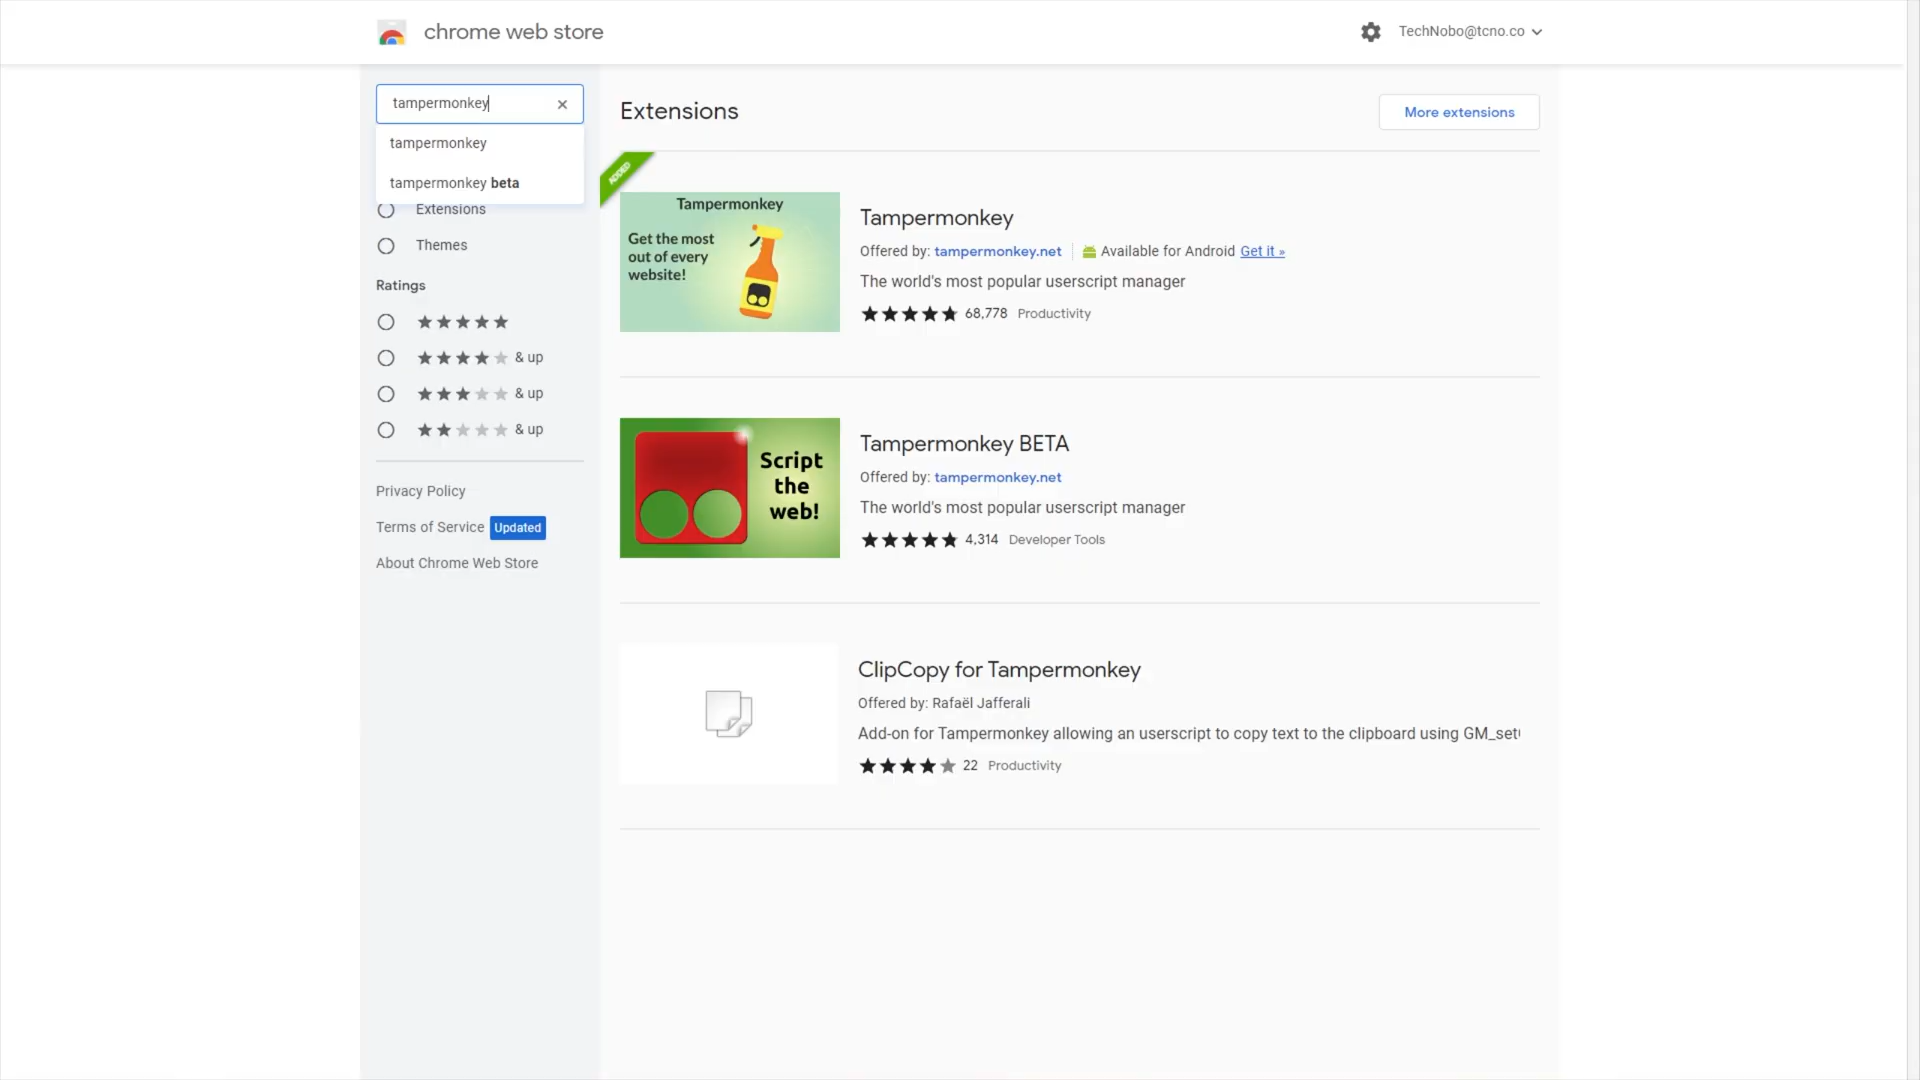 chrome web store
TechNobo@tcno.co
tampermonkey
tampermonkey
tampermonkey beta
Extensions
Themes
Ratings
& up
& up
& up
Privacy Policy
Terms of Service Updated
About Chrome Web Store
Extensions
More extensions
ADDED
Tampermonkey
Get the most
out of every
website!
Tampermonkey
Offered by: tampermonkey.net Available for Android Get it »
The world's most popular userscript manager
68,778 Productivity
Script
the
web!
Tampermonkey BETA
Offered by: tampermonkey.net
The world's most popular userscript manager
4,314 Developer Tools
ClipCopy for Tampermonkey
Offered by: Rafaël Jafferali
Add-on for Tampermonkey allowing an userscript to copy text to the clipboard using GM_set
22 Productivity